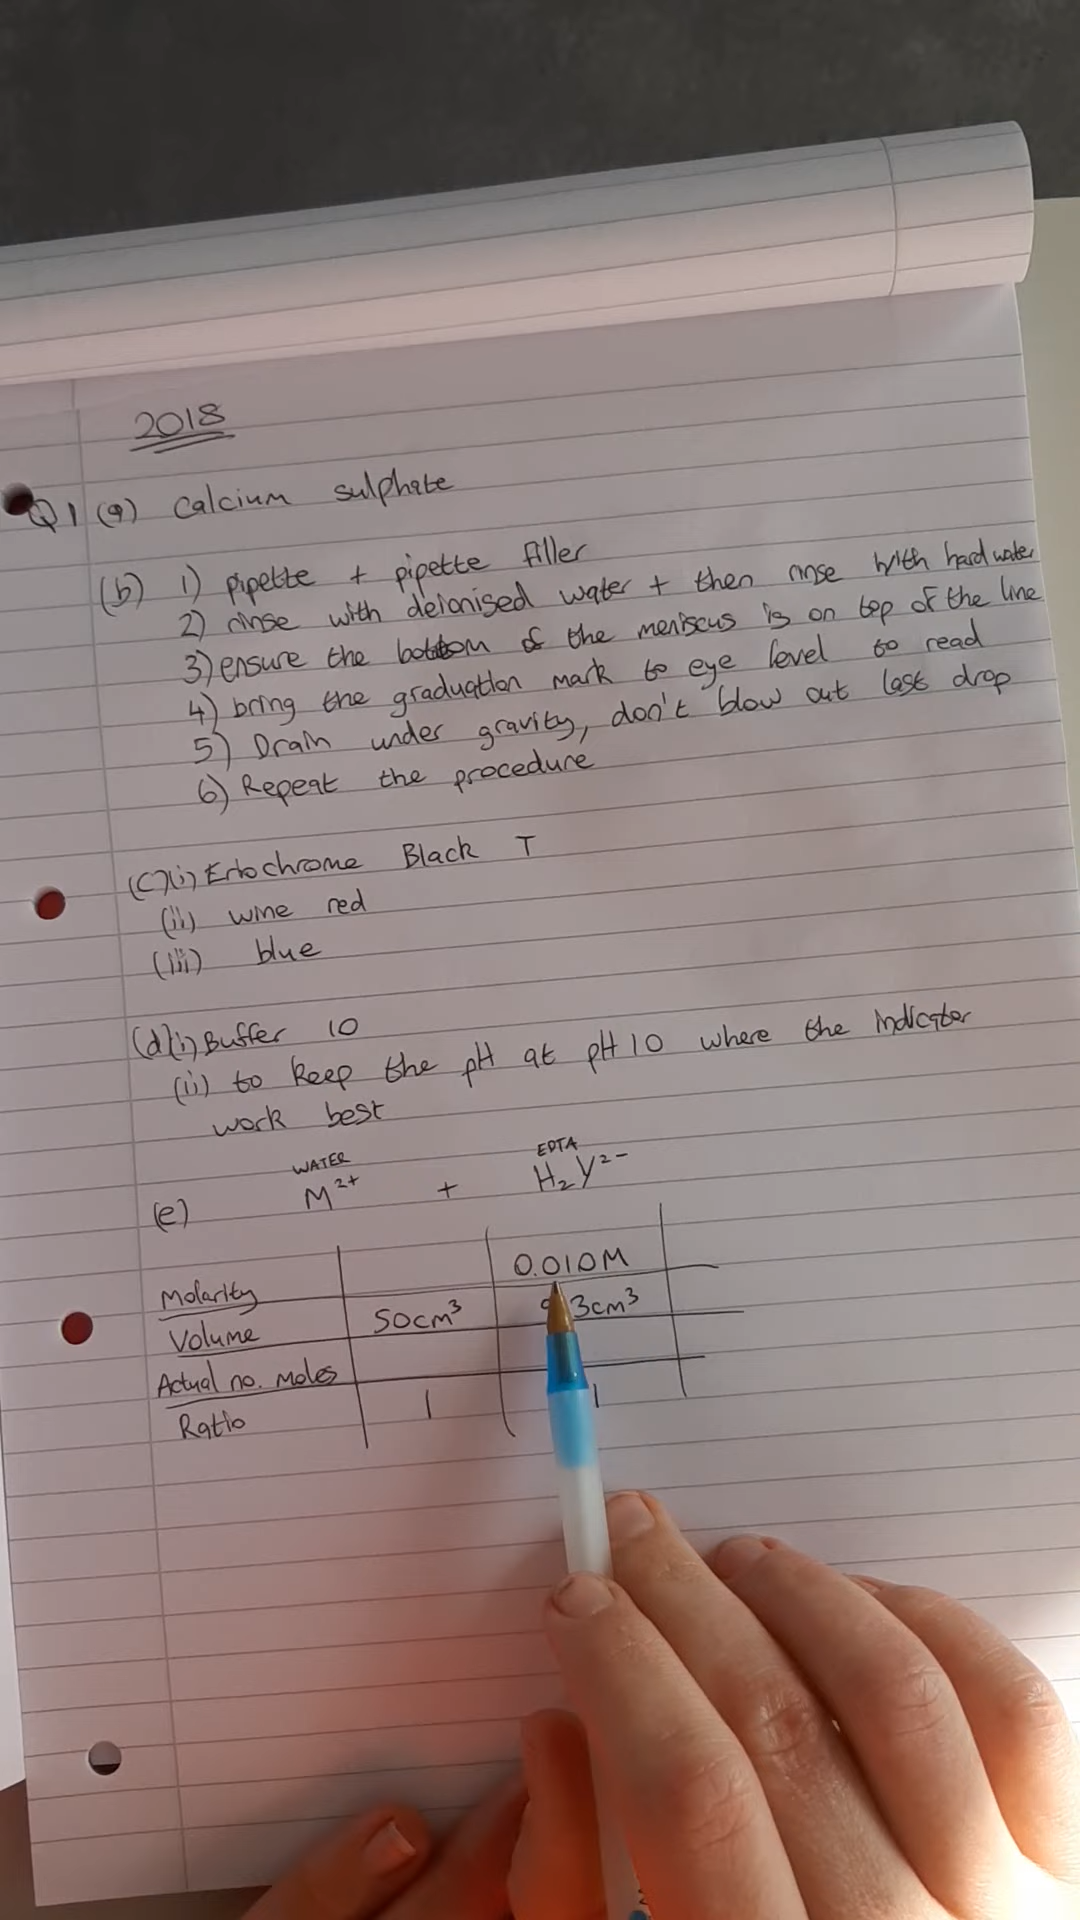 2018
Q1 (a) Calcium sulphate
(b) 1) pipette + pipette filler
2) rinse with deionised water + then rinse with hard water
3) ensure the bottom of the meniscus is on top of the line
4) bring the graduation mark to eye level to read
5) Drain under gravity, don't blow out last drop
6) Repeat the procedure
(c)(i) Eriochrome Black T
(ii) wine red
(iii) blue
(d)(i) Buffer 10
(ii) to keep the pH at pH 10 where the indicator
work best
WATER EDTA
(e) M²⁺ + H₂Y²⁻
Molarity 0.010M
Volume 50cm³ 3cm³
Actual no. moles
Ratio 1 1